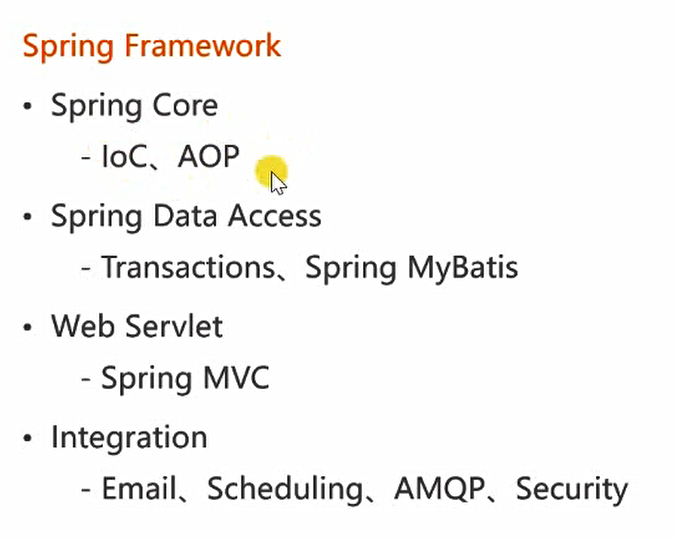 Spring Framework
• Spring Core
- IoC、AOP
• Spring Data Access
- Transactions、Spring MyBatis
• Web Servlet
- Spring MVC
• Integration
- Email、Scheduling、AMQP、Security